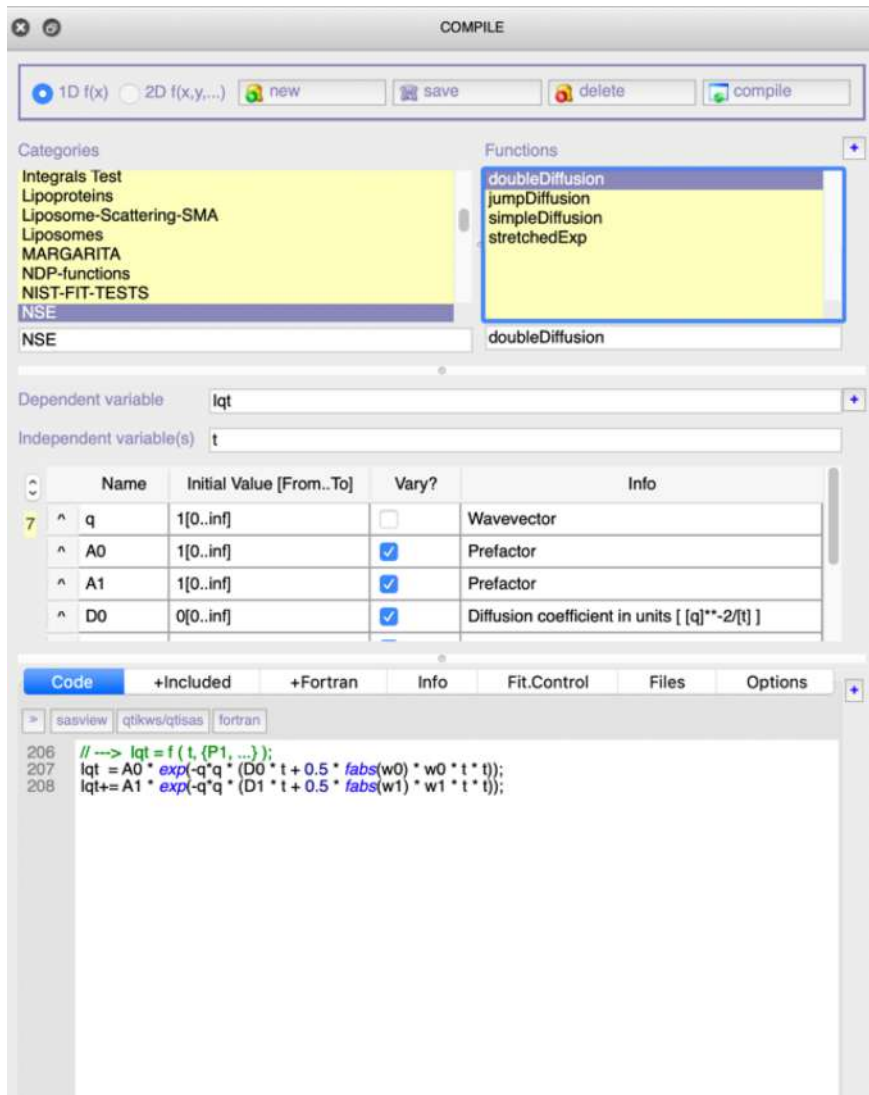 COMPILE
1D f(x) 2D f(x,y,...) new save delete compile
Categories Functions +
Integrals Test
Lipoproteins
Liposome-Scattering-SMA
Liposomes
MARGARITA
NDP-functions
NIST-FIT-TESTS
NSE
NSE
doubleDiffusion
jumpDiffusion
simpleDiffusion
stretchedExp
doubleDiffusion
Dependent variable Iqt +
Independent variable(s) t
Name Initial Value [From..To] Vary? Info
7 ^ q 1[0..inf] Wavevector
^ A0 1[0..inf] Prefactor
^ A1 1[0..inf] Prefactor
^ D0 0[0..inf] Diffusion coefficient in units [ [q]**-2/[t] ]
Code +Included +Fortran Info Fit.Control Files Options +
» sasview qtikws/qtisas fortran
206 // ---> Iqt = f ( t, {P1, ...} );
207 Iqt = A0 * exp(-q*q * (D0 * t + 0.5 * fabs(w0) * w0 * t * t));
208 Iqt+= A1 * exp(-q*q * (D1 * t + 0.5 * fabs(w1) * w1 * t * t));